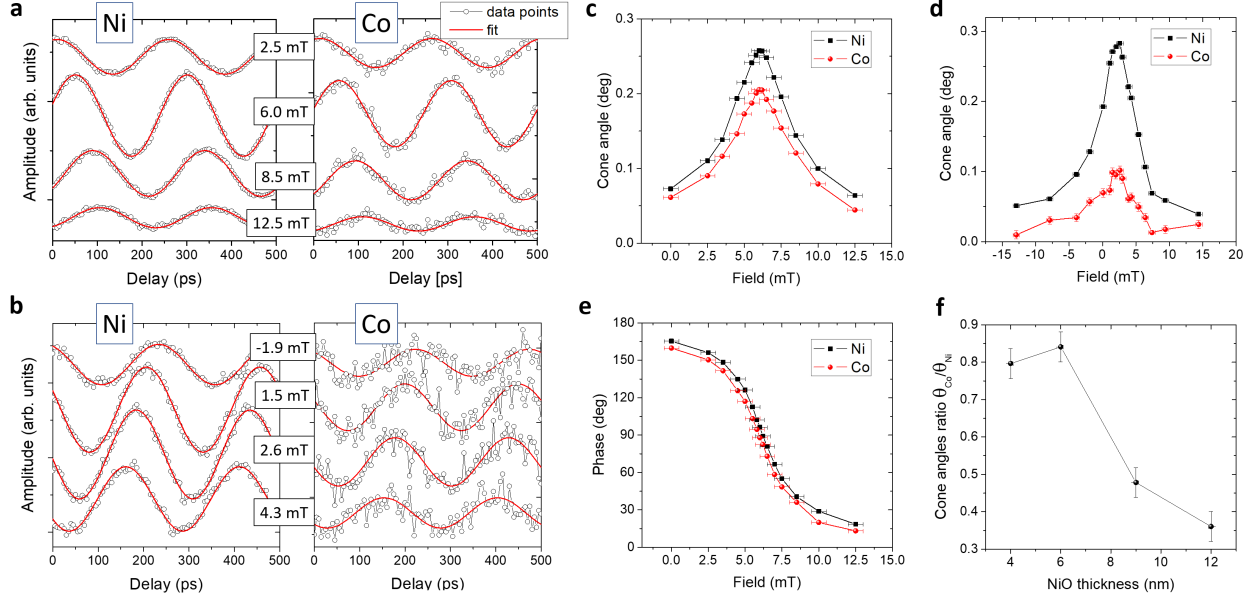 a
Ni
Co
data points
fit
2.5 mT
6.0 mT
8.5 mT
12.5 mT
Amplitude (arb. units)
0 100 200 300 400 500
0 100 200 300 400 500
Delay (ps)
Delay [ps]
b
Ni
Co
-1.9 mT
1.5 mT
2.6 mT
4.3 mT
Amplitude (arb. units)
0 100 200 300 400 500
0 100 200 300 400 500
Delay (ps)
Delay (ps)
c
Ni
Co
Cone angle (deg)
0.3
0.2
0.1
0.0
0.0 2.5 5.0 7.5 10.0 12.5 15.0
Field (mT)
d
Ni
Co
Cone angle (deg)
0.3
0.2
0.1
0.0
-15 -10 -5 0 5 10 15 20
Field (mT)
e
Ni
Co
Phase (deg)
180
150
120
90
60
30
0
0.0 2.5 5.0 7.5 10.0 12.5 15.0
Field (mT)
f
Cone angles ratio θCo/θNi
0.9
0.8
0.7
0.6
0.5
0.4
0.3
4 6 8 10 12
NiO thickness (nm)